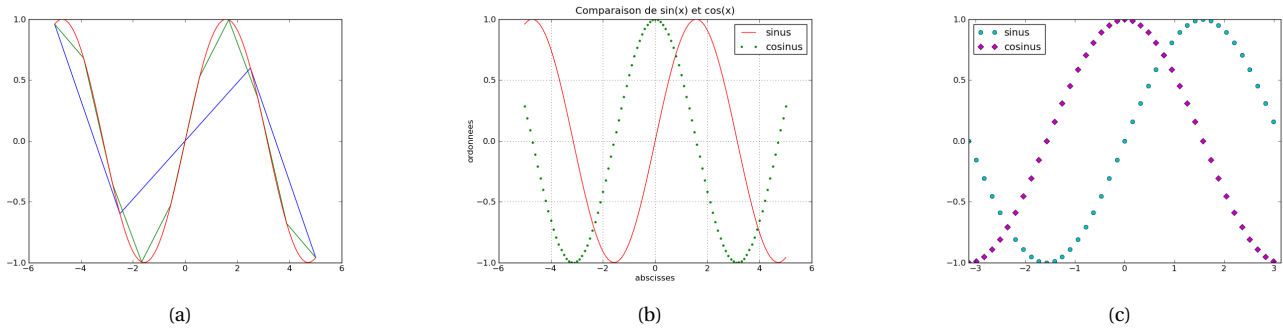 1.0
0.5
0.0
−0.5
−1.0
−6 −4 −2 0 2 4 6
(a)
Comparaison de sin(x) et cos(x)
sinus
cosinus
1.0
0.5
0.0
−0.5
−1.0
ordonnees
−6 −4 −2 0 2 4 6
abscisses
(b)
sinus
cosinus
1.0
0.5
0.0
−0.5
−1.0
−3 −2 −1 0 1 2 3
(c)